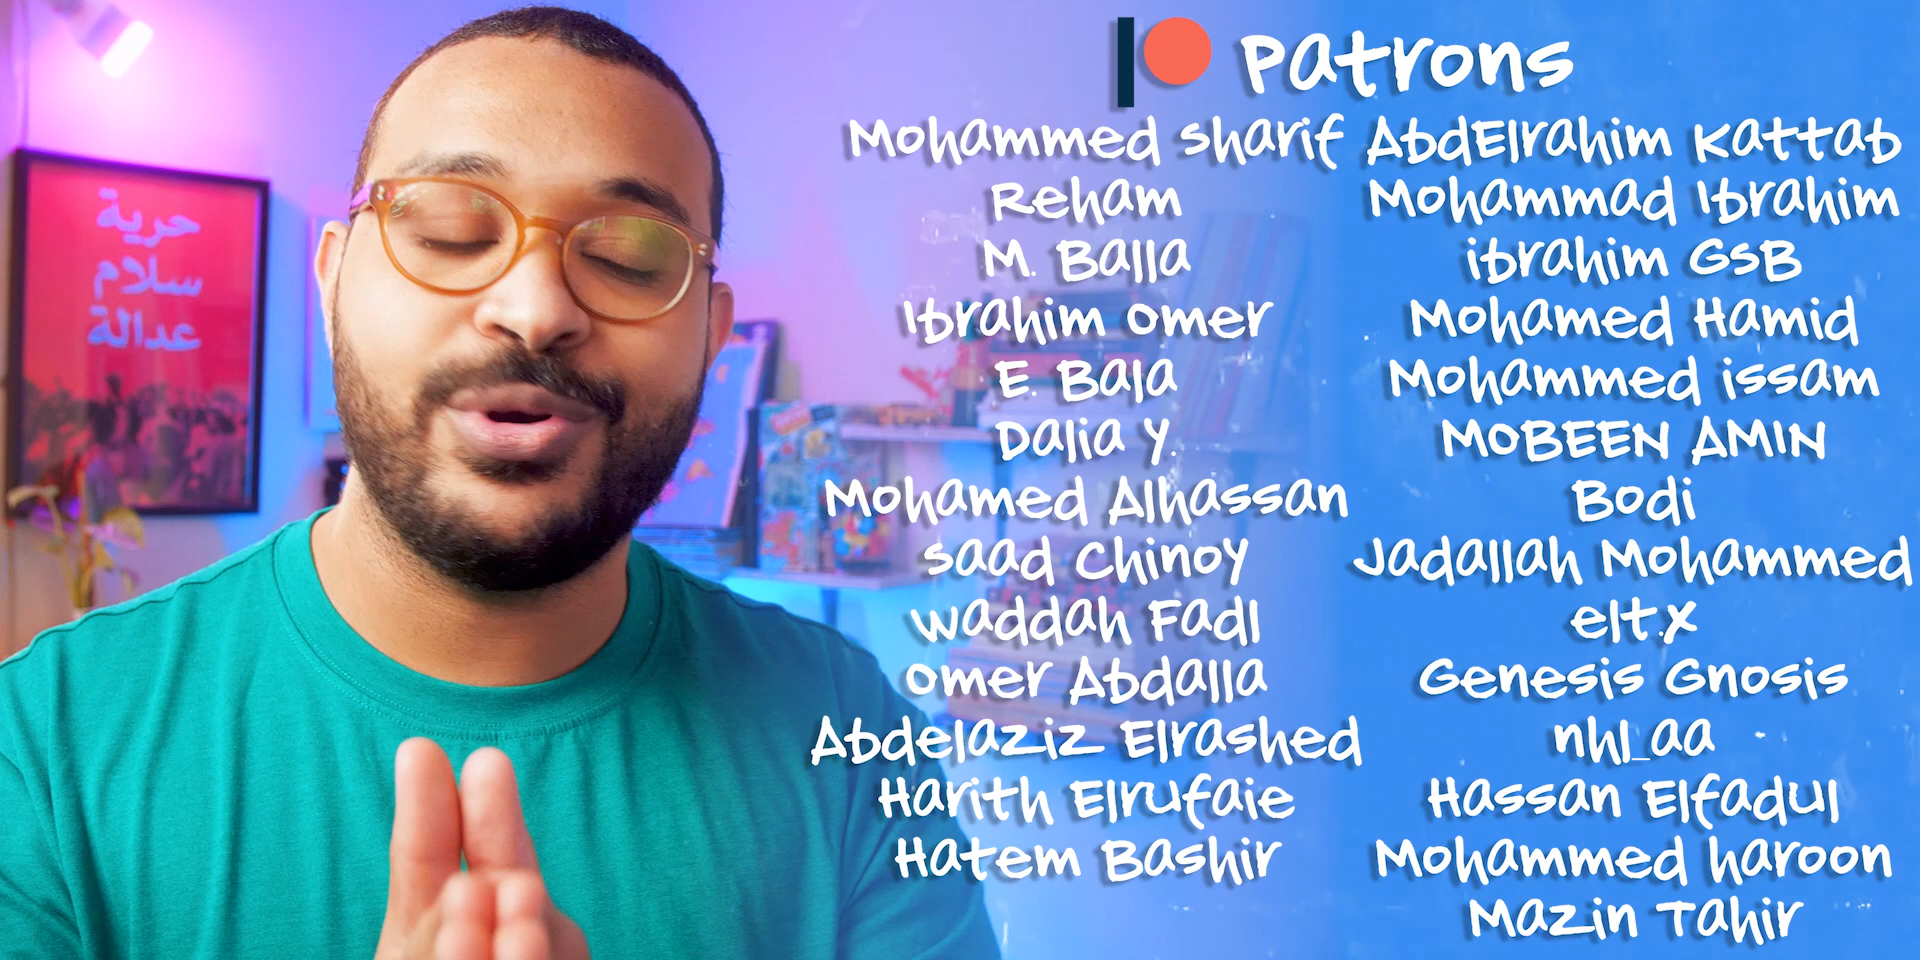 Patrons
Mohammed Sharif
Reham
M. Balla
Ibrahim Omer
E. Bala
Dalia Y.
Mohamed Alhassan
Saad Chinoy
Waddah Fadl
Omer Abdalla
Abdelaziz Elrashed
Harith Elrufaie
Hatem Bashir
AbdElrahim Kattab
Mohammad Ibrahim
ibrahim GSB
Mohamed Hamid
Mohammed issam
MOBEEN AMIN
Bodi
Jadallah Mohammed
elt.x
Genesis Gnosis
nhl_aa
Hassan Elfadul
Mohammed haroon
Mazin Tahir
حرية
سلام
عدالة